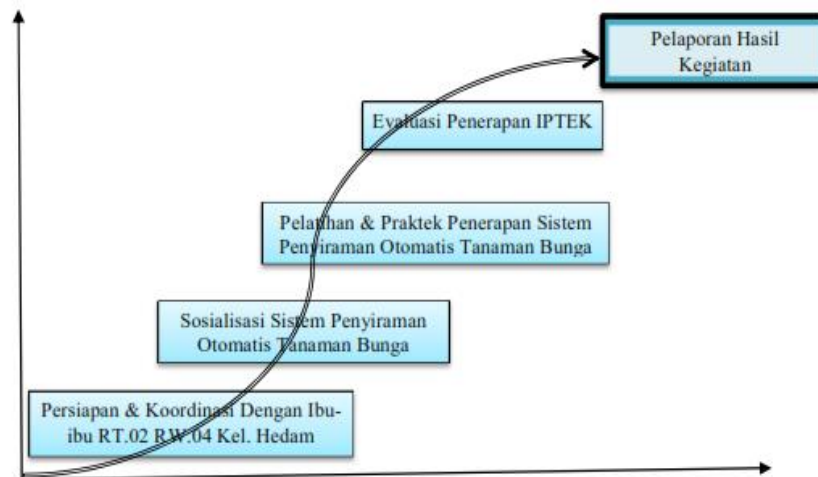 Pelaporan Hasil
Kegiatan
Evaluasi Penerapan IPTEK
Pelatihan & Praktek Penerapan Sistem
Penyiraman Otomatis Tanaman Bunga
Sosialisasi Sistem Penyiraman
Otomatis Tanaman Bunga
Persiapan & Koordinasi Dengan Ibu-
ibu RT.02 RW.04 Kel. Hedam